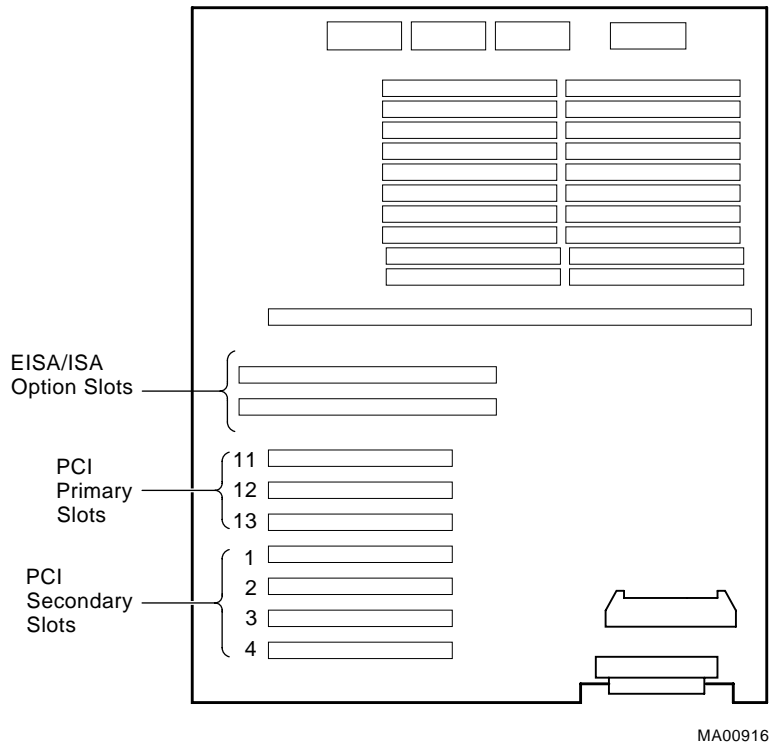 EISA/ISA
Option Slots
PCI
Primary
Slots
11
12
13
PCI
Secondary
Slots
1
2
3
4
MA00916